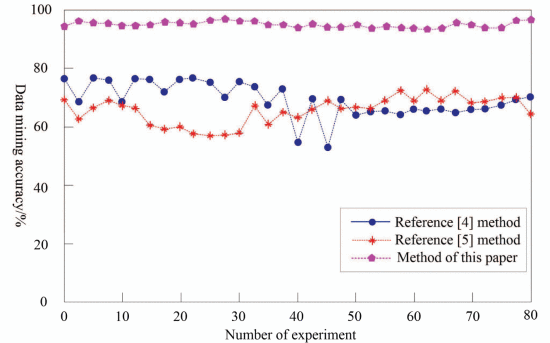 100
80
60
40
20
0
Data mining accuracy/%
Reference [4] method
Reference [5] method
Method of this paper
0 10 20 30 40 50 60 70 80
Number of experiment